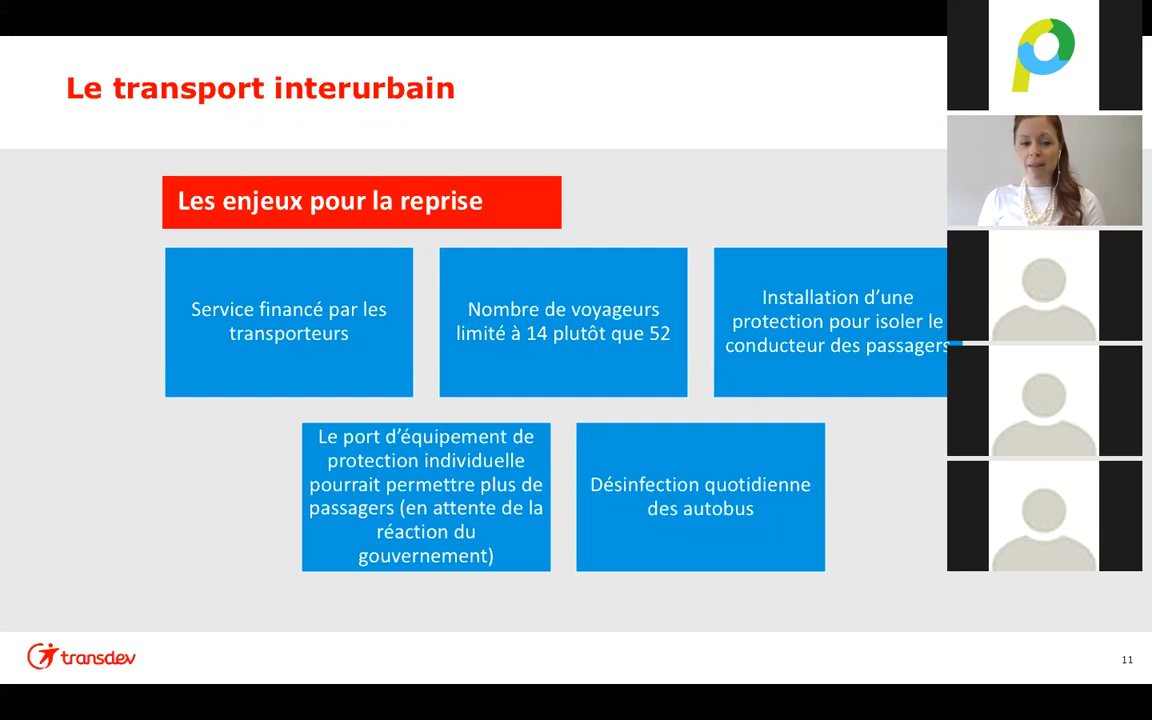 Le transport interurbain
Les enjeux pour la reprise
Service financé par les
transporteurs
Nombre de voyageurs
limité à 14 plutôt que 52
Installation d'une
protection pour isoler le
conducteur des passagers
Le port d'équipement de
protection individuelle
pourrait permettre plus de
passagers (en attente de la
réaction du
gouvernement)
Désinfection quotidienne
des autobus
transdev
11